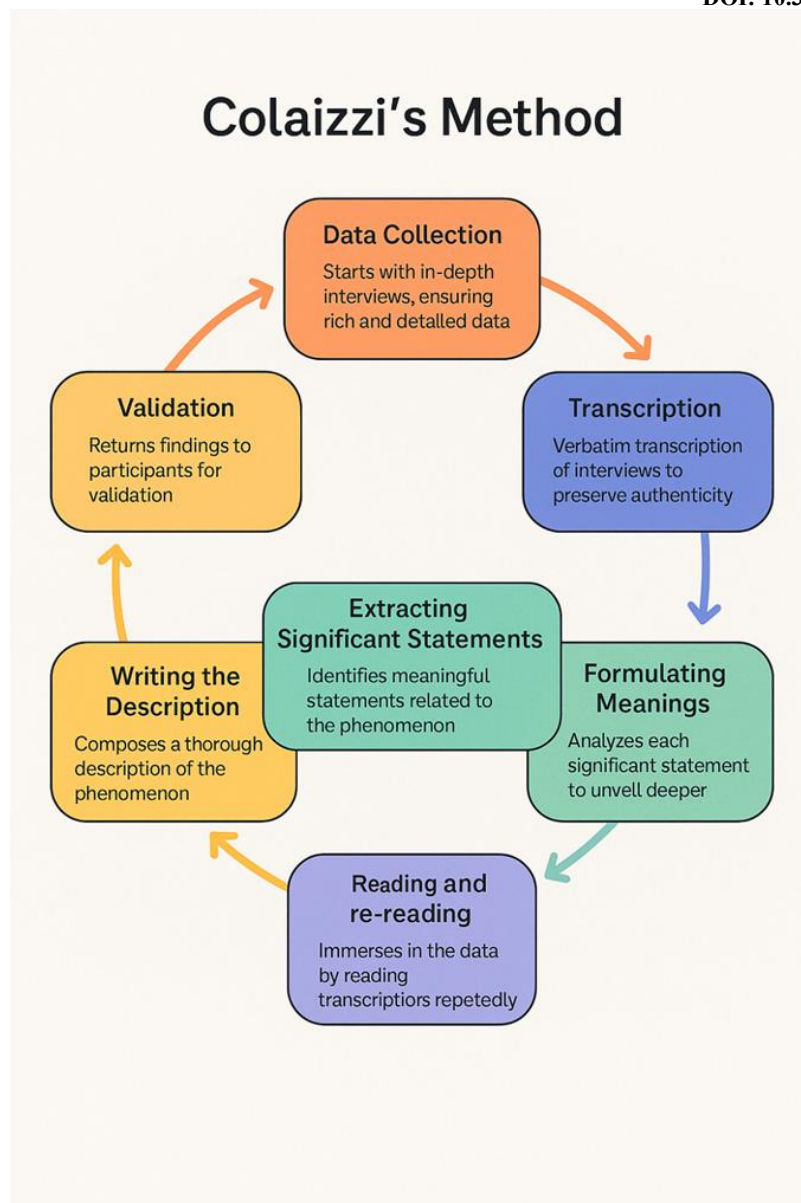 Colaizzi's Method
Data Collection
Starts with in-depth
interviews, ensuring
rich and detalled data
Transcription
Verbatim transcription
of interviews to
preserve authenticity
Formulating
Meanings
Analyzes each
significant statement
to unvell deeper
Reading and
re-reading
Immerses in the data
by reading
transcriptiors repetedly
Writing the
Description
Composes a thorough
description of the
phenomenon
Validation
Returns findings to
participants for
validation
Extracting
Significant Statements
Identifies meaningful
statements related to
the phenomenon